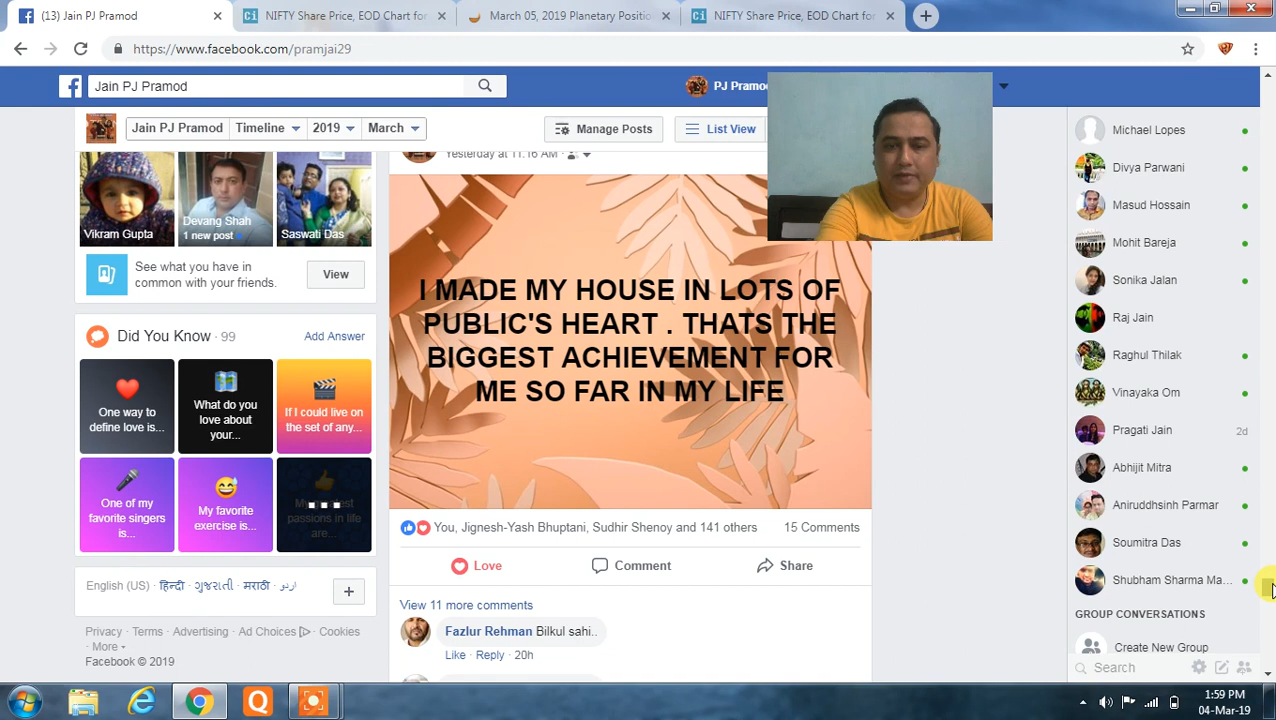 (13) Jain PJ Pramod
NIFTY Share Price, EOD Chart for
March 05, 2019 Planetary Positio
NIFTY Share Price, EOD Chart for
https://www.facebook.com/pramjai29
Jain PJ Pramod
PJ Pramod
Jain PJ Pramod
Timeline
2019
March
Manage Posts
List View
Yesterday at 11:16 AM
Vikram Gupta
Devang Shah
1 new post
Saswati Das
See what you have in
common with your friends.
View
Did You Know · 99
Add Answer
One way to
define love is...
What do you
love about
your...
If I could live on
the set of any...
One of my
favorite singers
is...
My favorite
exercise is...
passions in life
are...
English (US) · हिन्दी · ગુજરાતી · मराठी · اردو
Privacy · Terms · Advertising · Ad Choices · Cookies
· More
Facebook © 2019
I MADE MY HOUSE IN LOTS OF
PUBLIC'S HEART . THATS THE
BIGGEST ACHIEVEMENT FOR
ME SO FAR IN MY LIFE
You, Jignesh-Yash Bhuptani, Sudhir Shenoy and 141 others
15 Comments
Love
Comment
Share
View 11 more comments
Fazlur Rehman Bilkul sahi..
Like · Reply · 20h
Michael Lopes
Divya Parwani
Masud Hossain
Mohit Bareja
Sonika Jalan
Raj Jain
Raghul Thilak
Vinayaka Om
Pragati Jain
2d
Abhijit Mitra
Aniruddhsinh Parmar
Soumitra Das
Shubham Sharma Ma...
GROUP CONVERSATIONS
Create New Group
Search
1:59 PM
04-Mar-19